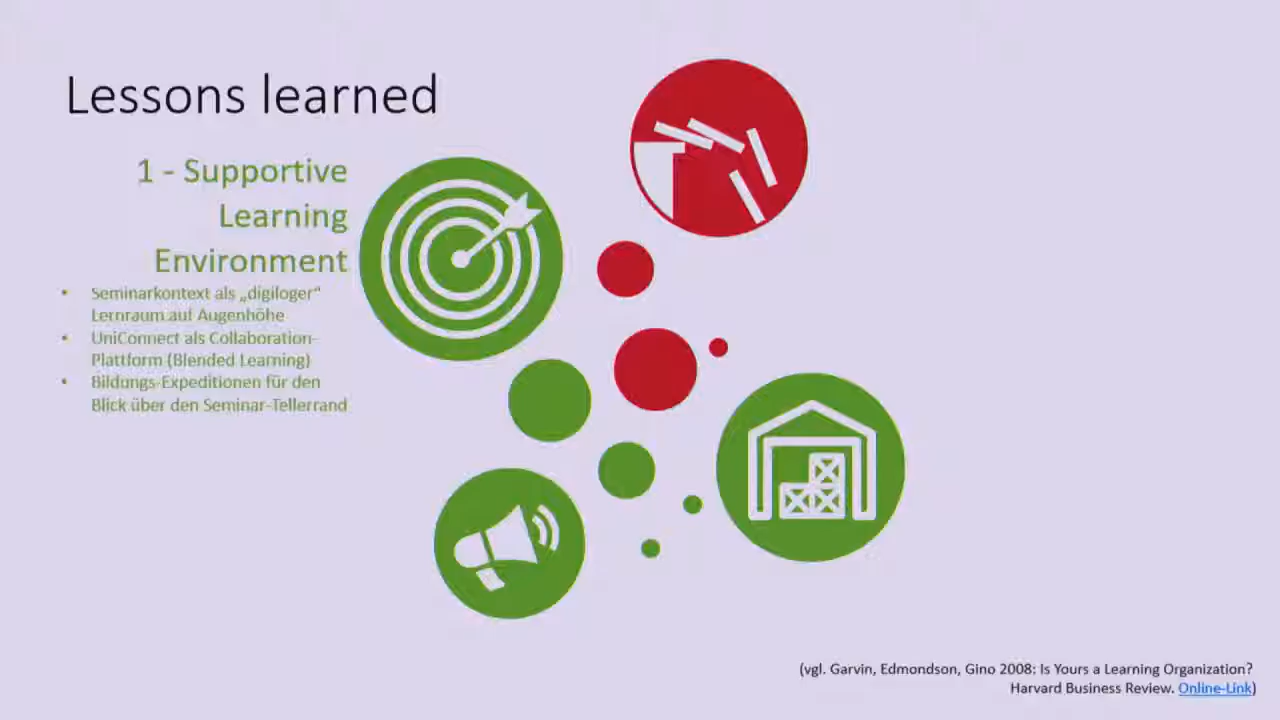 Lessons learned
1 - Supportive
Learning
Environment
• Seminarkontext als „digiloger“
Lernraum auf Augenhöhe
• UniConnect als Collaboration-
Plattform (Blended Learning)
• Bildungs-Expeditionen für den
Blick über den Seminar-Tellerrand
(vgl. Garvin, Edmondson, Gino 2008: Is Yours a Learning Organization?
Harvard Business Review. Online-Link)